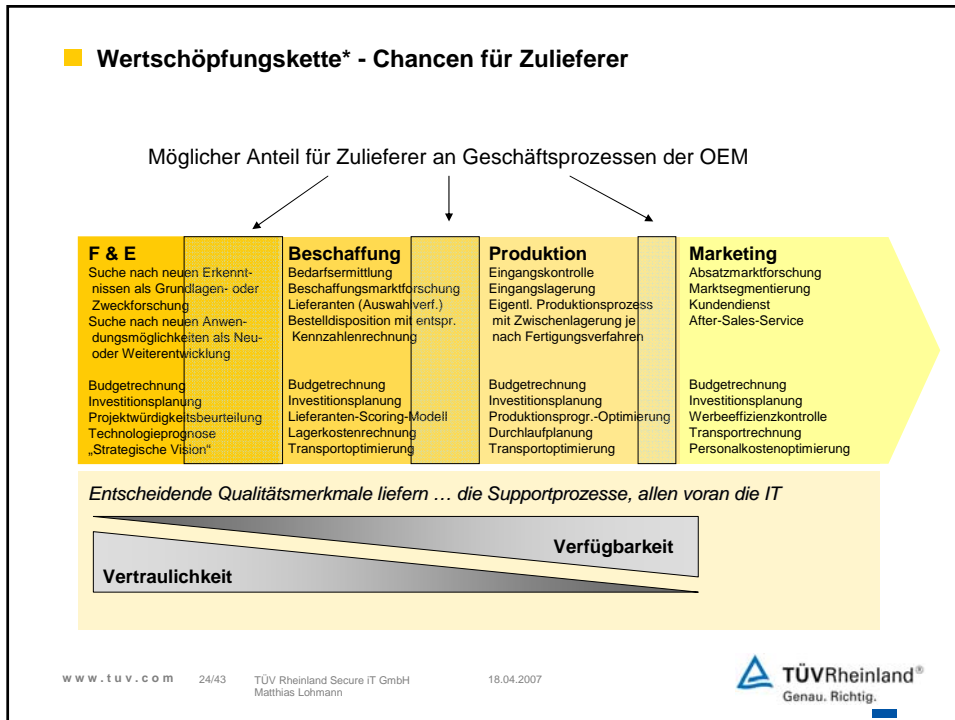 Wertschöpfungskette* - Chancen für Zulieferer
Möglicher Anteil für Zulieferer an Geschäftsprozessen der OEM
F & E
Suche nach neuen Erkennt-
nissen als Grundlagen- oder
Zweckforschung
Suche nach neuen Anwen-
dungsmöglichkeiten als Neu-
oder Weiterentwicklung
Budgetrechnung
Investitionsplanung
Projektwürdigkeitsbeurteilung
Technologieprognose
„Strategische Vision“
Beschaffung
Bedarfsermittlung
Beschaffungsmarktforschung
Lieferanten (Auswahlverf.)
Bestelldisposition mit entspr.
Kennzahlenrechnung
Budgetrechnung
Investitionsplanung
Lieferanten-Scoring-Modell
Lagerkostenrechnung
Transportoptimierung
Produktion
Eingangskontrolle
Eingangslagerung
Eigentl. Produktionsprozess
mit Zwischenlagerung je
nach Fertigungsverfahren
Budgetrechnung
Investitionsplanung
Produktionsprogr.-Optimierung
Durchlaufplanung
Transportoptimierung
Marketing
Absatzmarktforschung
Marktsegmentierung
Kundendienst
After-Sales-Service
Budgetrechnung
Investitionsplanung
Werbeeffizienzkontrolle
Transportrechnung
Personalkostenoptimierung
Entscheidende Qualitätsmerkmale liefern … die Supportprozesse, allen voran die IT
Verfügbarkeit
Vertraulichkeit
www.tuv.com 24/43 TÜV Rheinland Secure iT GmbH 18.04.2007
Matthias Lohmann
TÜVRheinland®
Genau. Richtig.